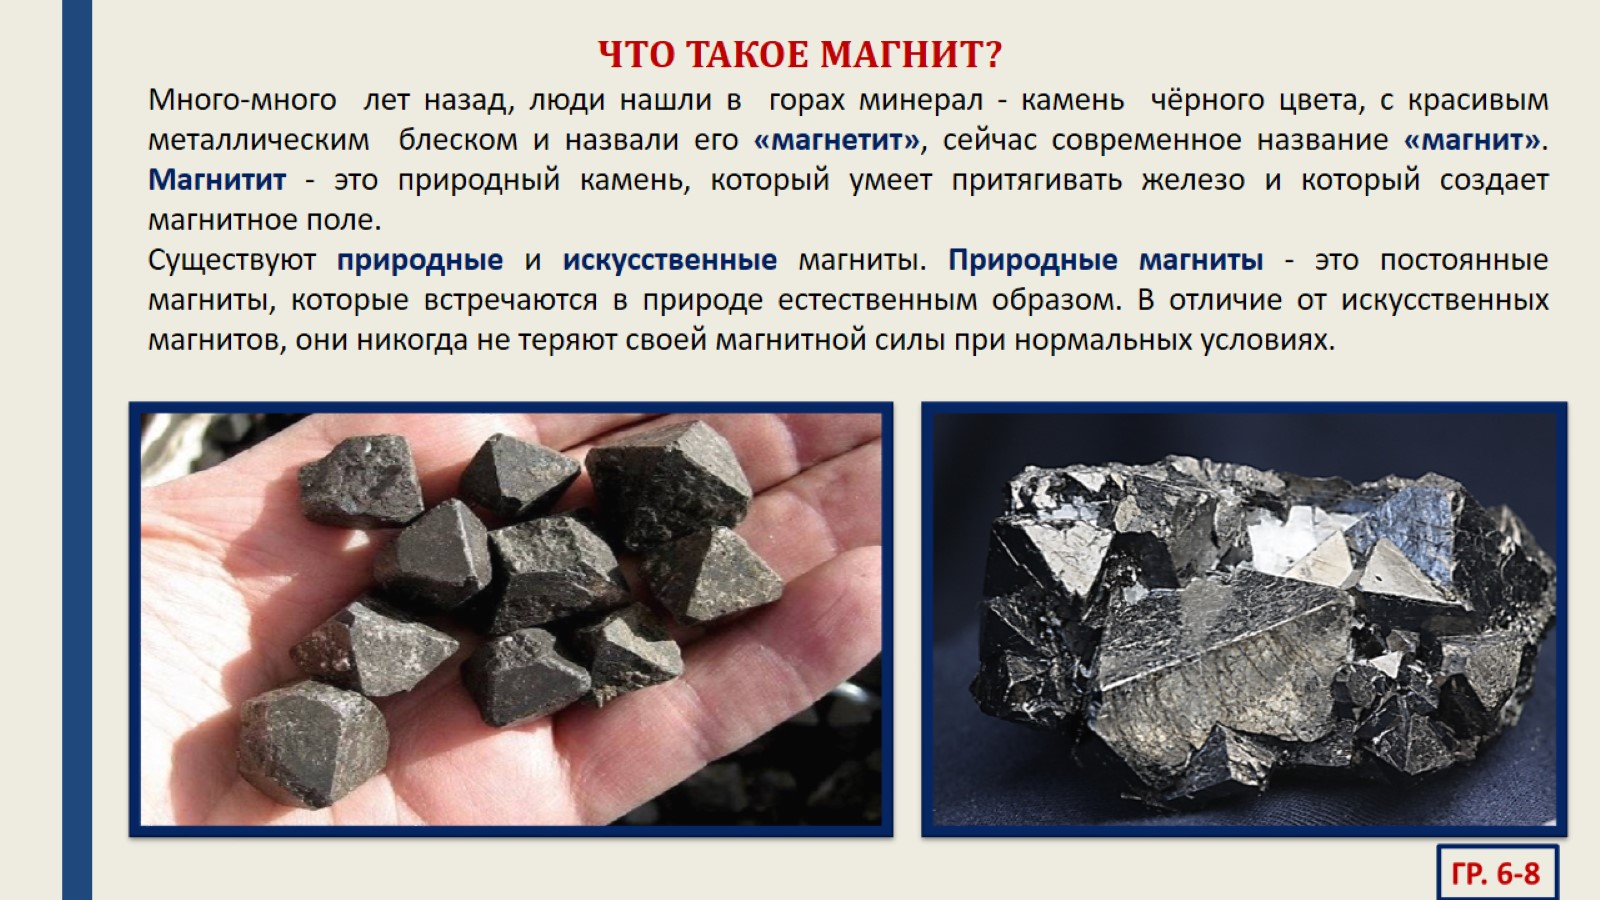 ЧТО ТАКОЕ МАГНИТ?
Много-много лет назад, люди нашли в горах минерал - камень чёрного цвета, с красивым
металлическим блеском и назвали его «магнетит», сейчас современное название «магнит».
Магнитит - это природный камень, который умеет притягивать железо и который создает
магнитное поле.
Существуют природные и искусственные магниты. Природные магниты - это постоянные
магниты, которые встречаются в природе естественным образом. В отличие от искусственных
магнитов, они никогда не теряют своей магнитной силы при нормальных условиях.
ГР. 6-8